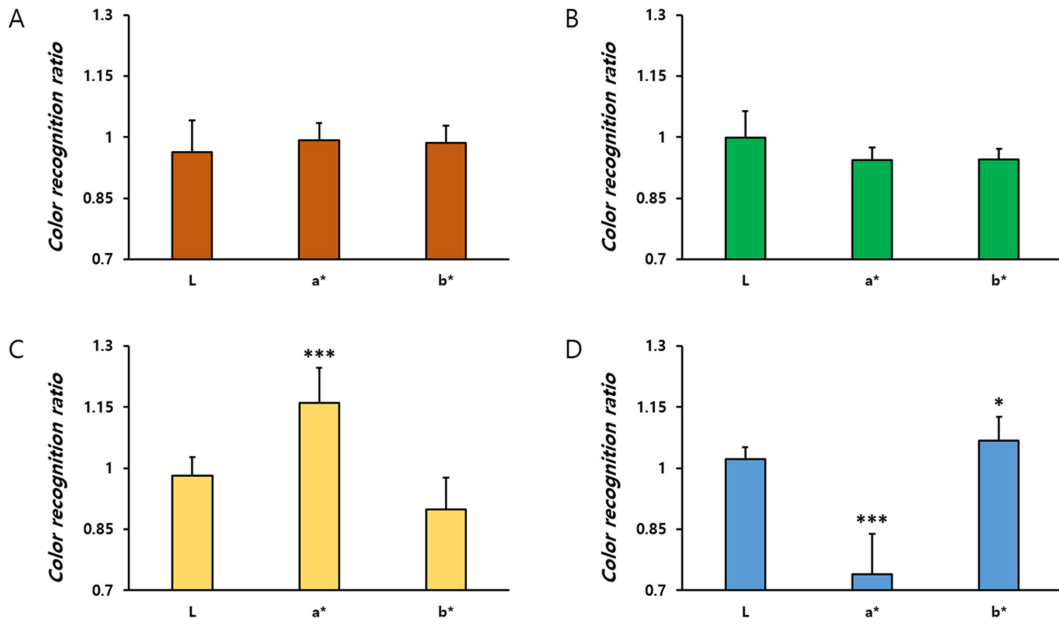 A
Color recognition ratio
1.3
1.15
1
0.85
0.7
L a* b*
B
Color recognition ratio
1.3
1.15
1
0.85
0.7
L a* b*
C
Color recognition ratio
1.3
1.15
1
0.85
0.7
***
L a* b*
D
Color recognition ratio
1.3
1.15
1
0.85
0.7
***
*
L a* b*